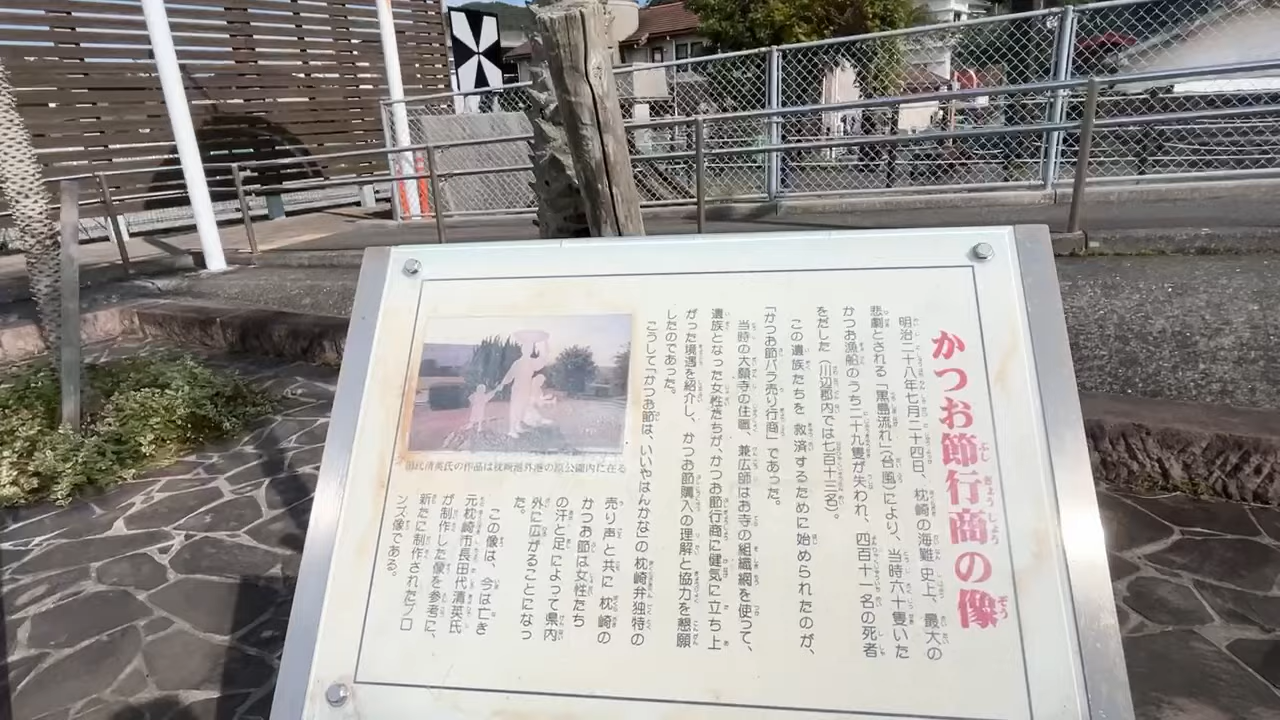 かつお節行商の像
明治二十八年七月二十四日、枕崎の海難史上、最大の
悲劇とされる「黒島流れ」(台風)により、当時六十隻いた
かつお漁船のうち二十九隻が失われ、四百十一名の死者
をだした(川辺郡内では七百十三名)。
この遺族たちを救済するために始められたのが、
「かつお節バラ売り行商」であった。
当時の大願寺の住職、兼広師はお寺の組織網を使って、
遺族となった女性たちが、かつお節行商に健気に立ち上
がった境遇を紹介し、かつお節購入の理解と協力を懇願
したのであった。
こうして「かつお節は、いいやはんかな」の枕崎弁独特の
売り声と共に枕崎の
かつお節は女性たち
の汗と足によって県内
外に広がることになっ
た。
この像は、今は亡き
元枕崎市長田代清英氏
が制作した像を参考に、
新たに制作されたブロ
ンズ像である。
田代清英氏の作品は枕崎港外港の原公園内に在る